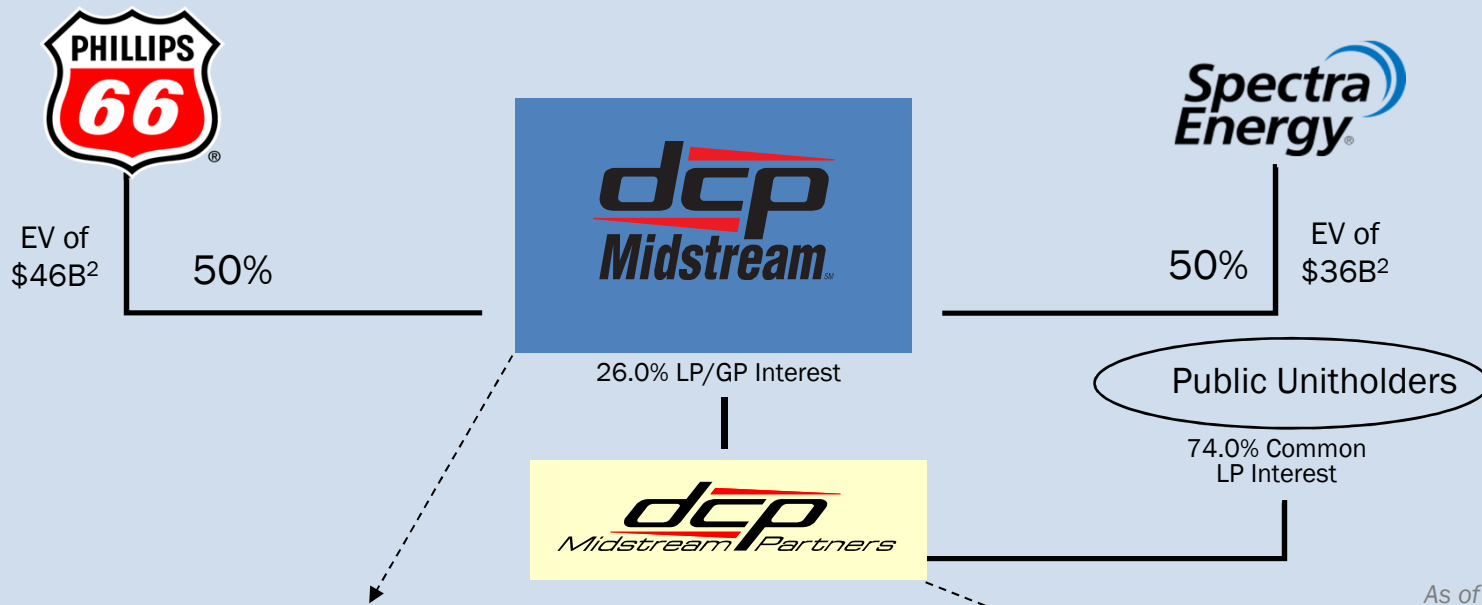 PHILLIPS
66
®
EV of
$46B²
50%
dcp
Midstream
SM
26.0% LP/GP Interest
dcp
Midstream Partners
Spectra
Energy®
50%
EV of
$36B²
Public Unitholders
74.0% Common
LP Interest
As of